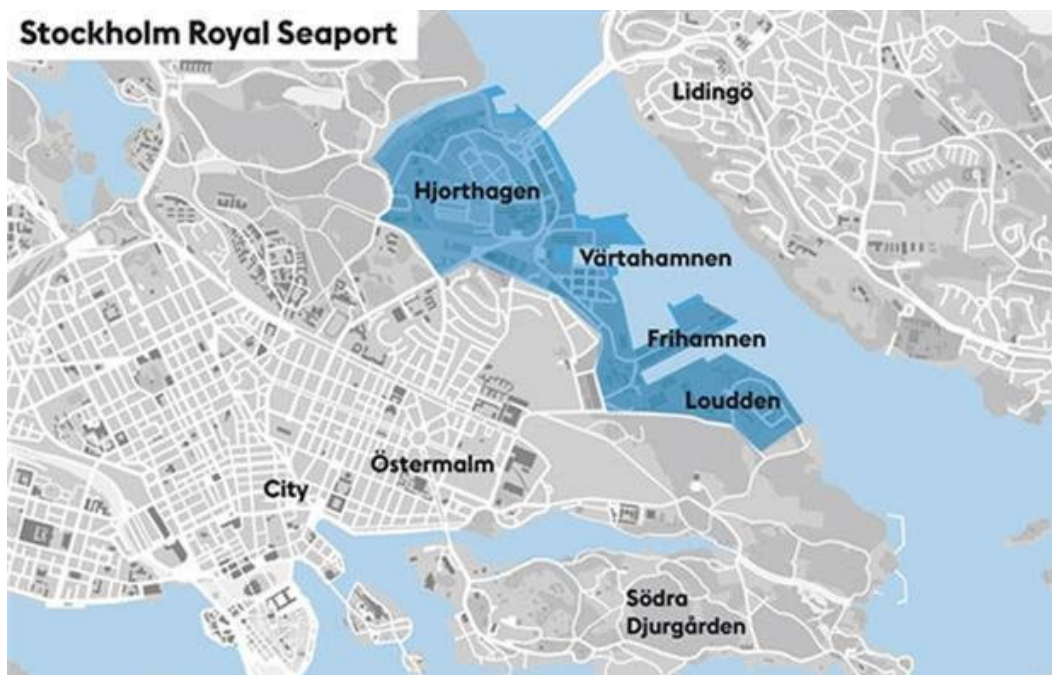 Stockholm Royal Seaport
Lidingö
Hjorthagen
Värtahamnen
Frihamnen
Loudden
Östermalm
City
Södra
Djurgården